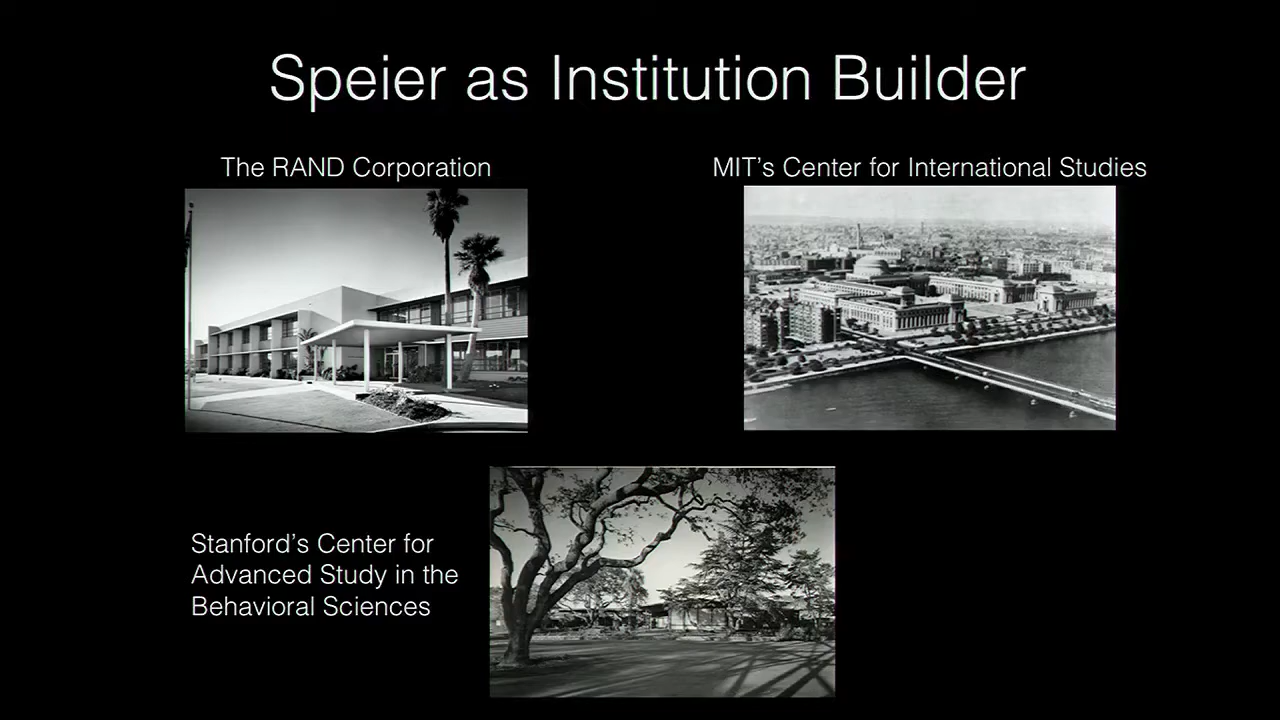 Speier as Institution Builder
The RAND Corporation
MIT’s Center for International Studies
Stanford’s Center for
Advanced Study in the
Behavioral Sciences